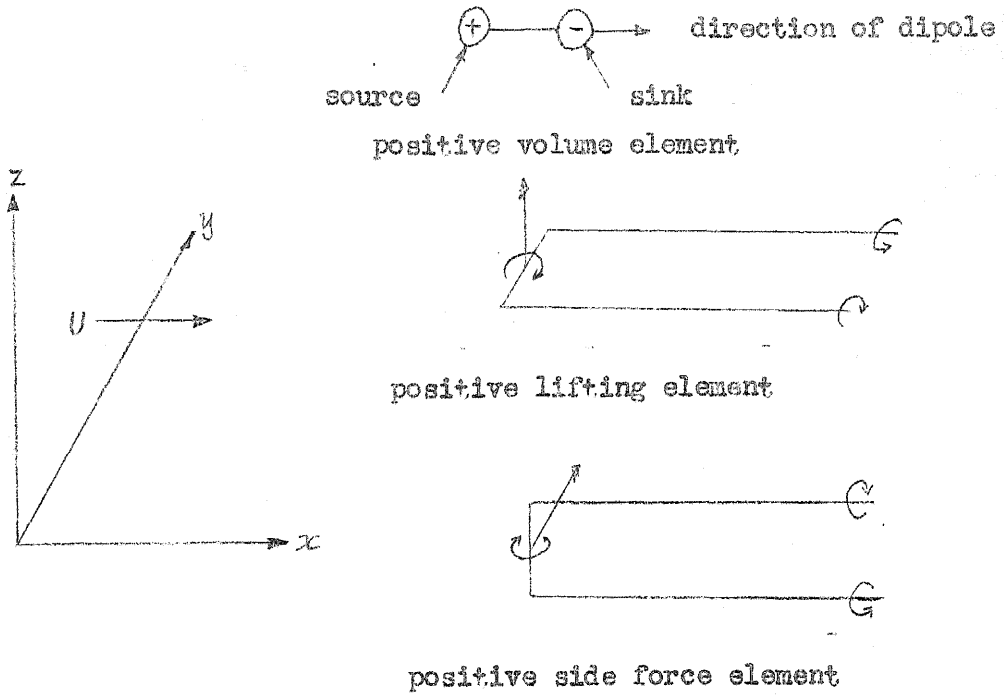 + - direction of dipole
source sink
positive volume element
z
y
U
positive lifting element
x
positive side force element